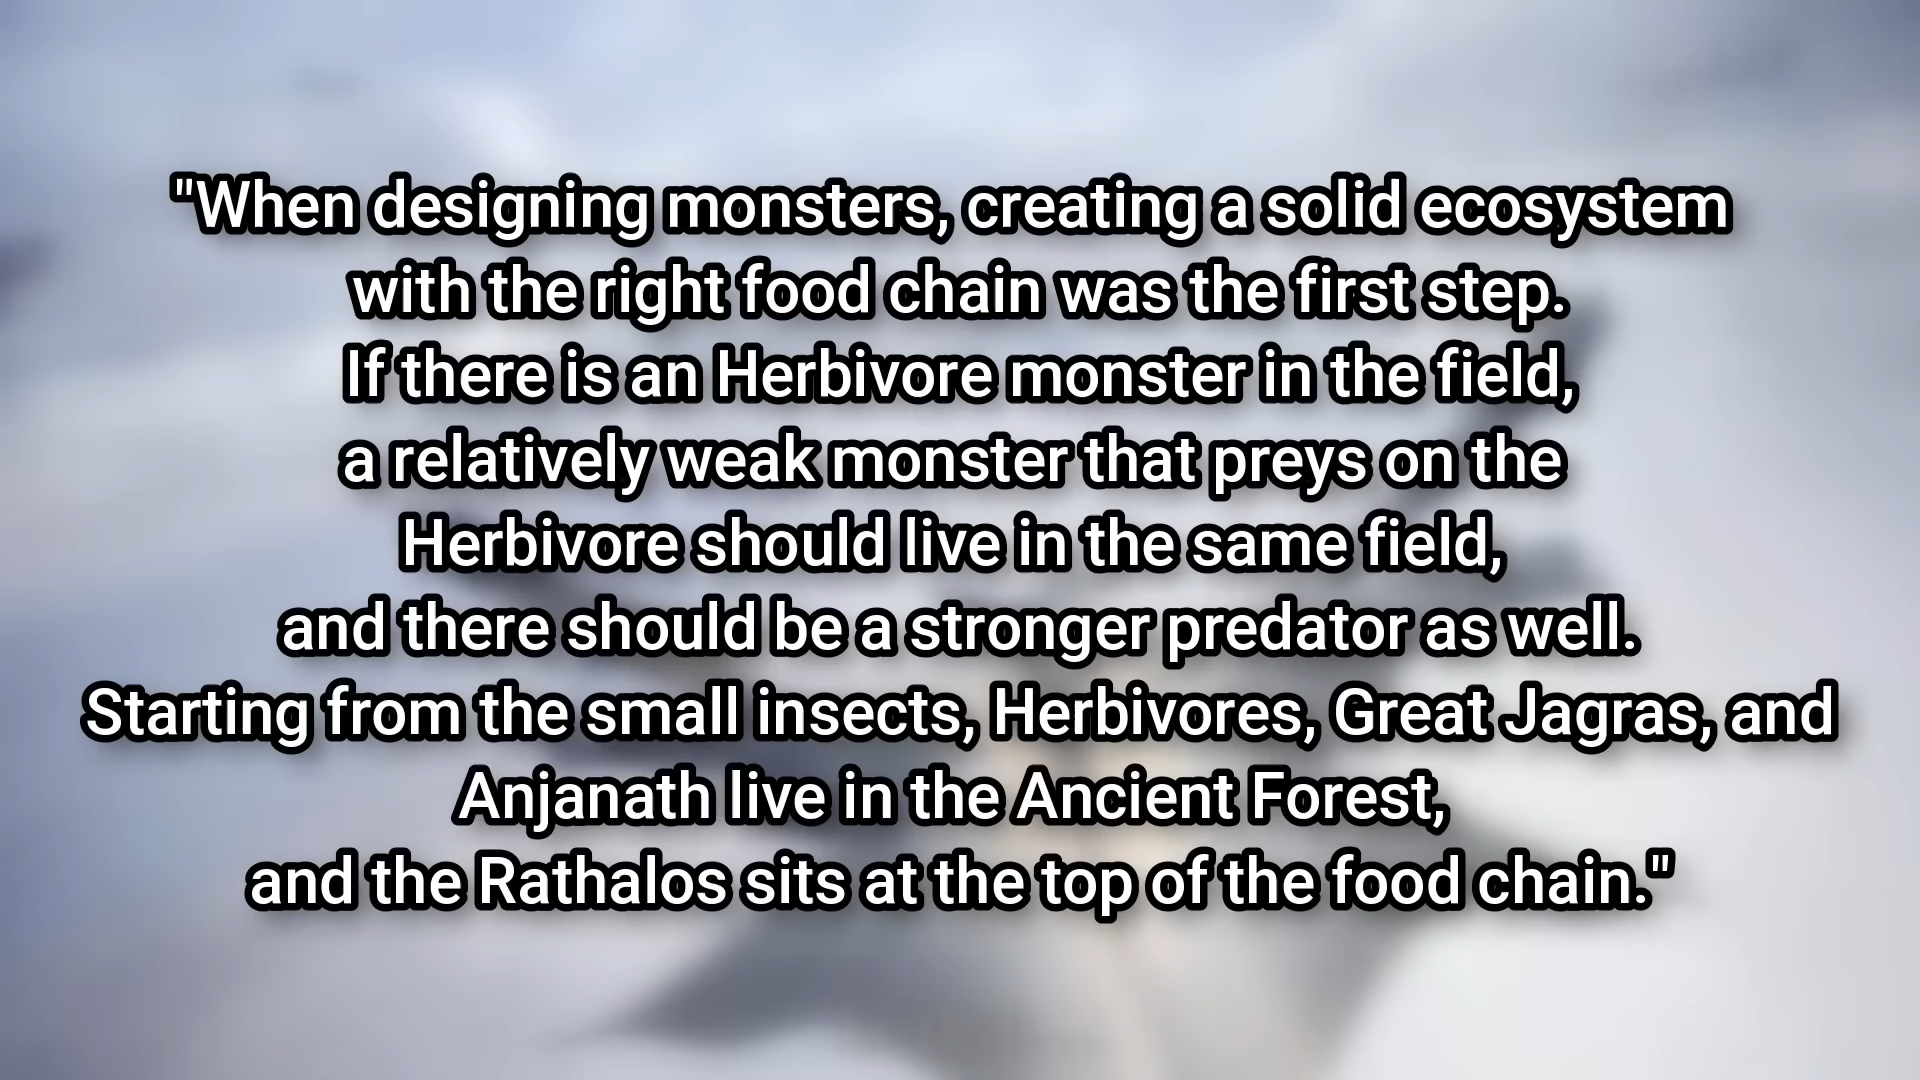 "When designing monsters, creating a solid ecosystem
with the right food chain was the first step.
If there is an Herbivore monster in the field,
a relatively weak monster that preys on the
Herbivore should live in the same field,
and there should be a stronger predator as well.
Starting from the small insects, Herbivores, Great Jagras, and
Anjanath live in the Ancient Forest,
and the Rathalos sits at the top of the food chain."